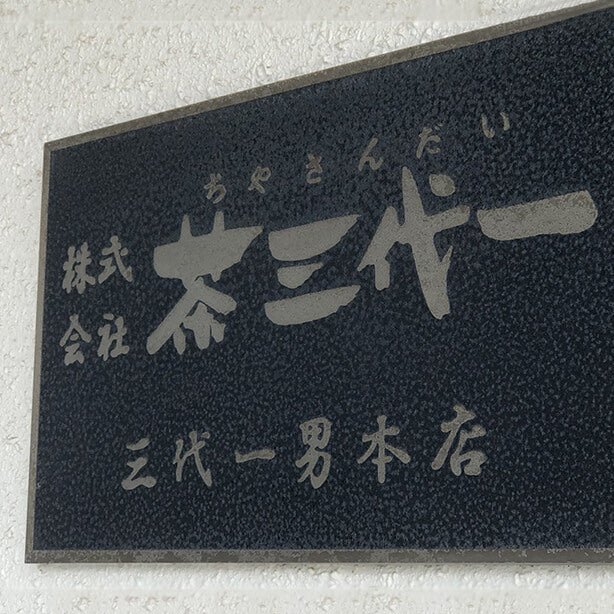 ちやさんだい
株式会社 茶三代一
三代一男本店